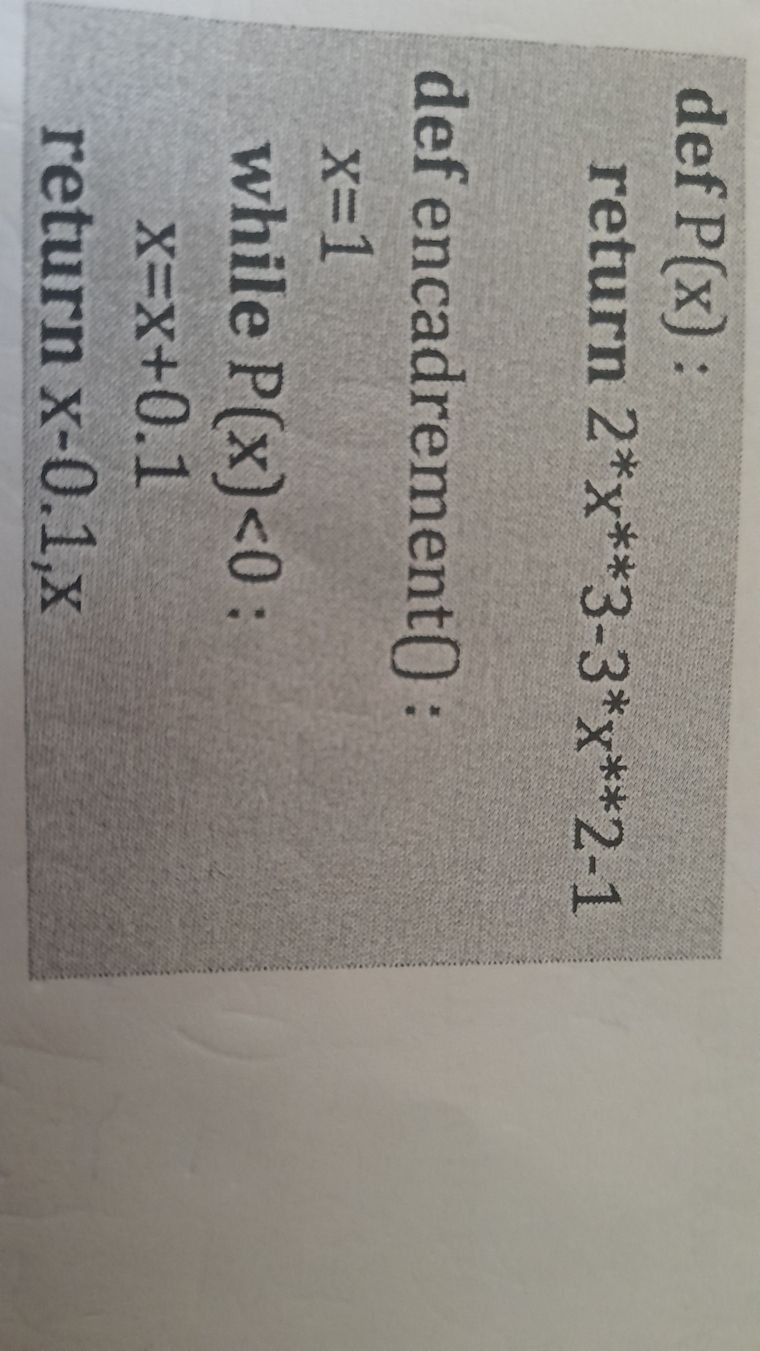 def P(x) :
return 2*x**3-3*x**2-1
def encadrement() :
x=1
while P(x)<0 :
x=x+0.1
return x-0.1,x